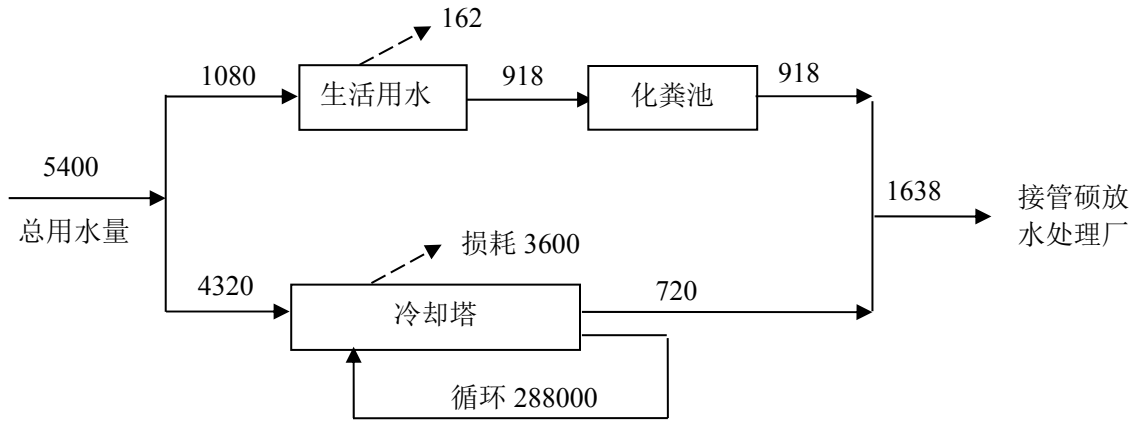 162
1080
生活用水
918
化粪池
918
5400
总用水量
1638
接管硕放
水处理厂
损耗 3600
4320
冷却塔
720
循环 288000